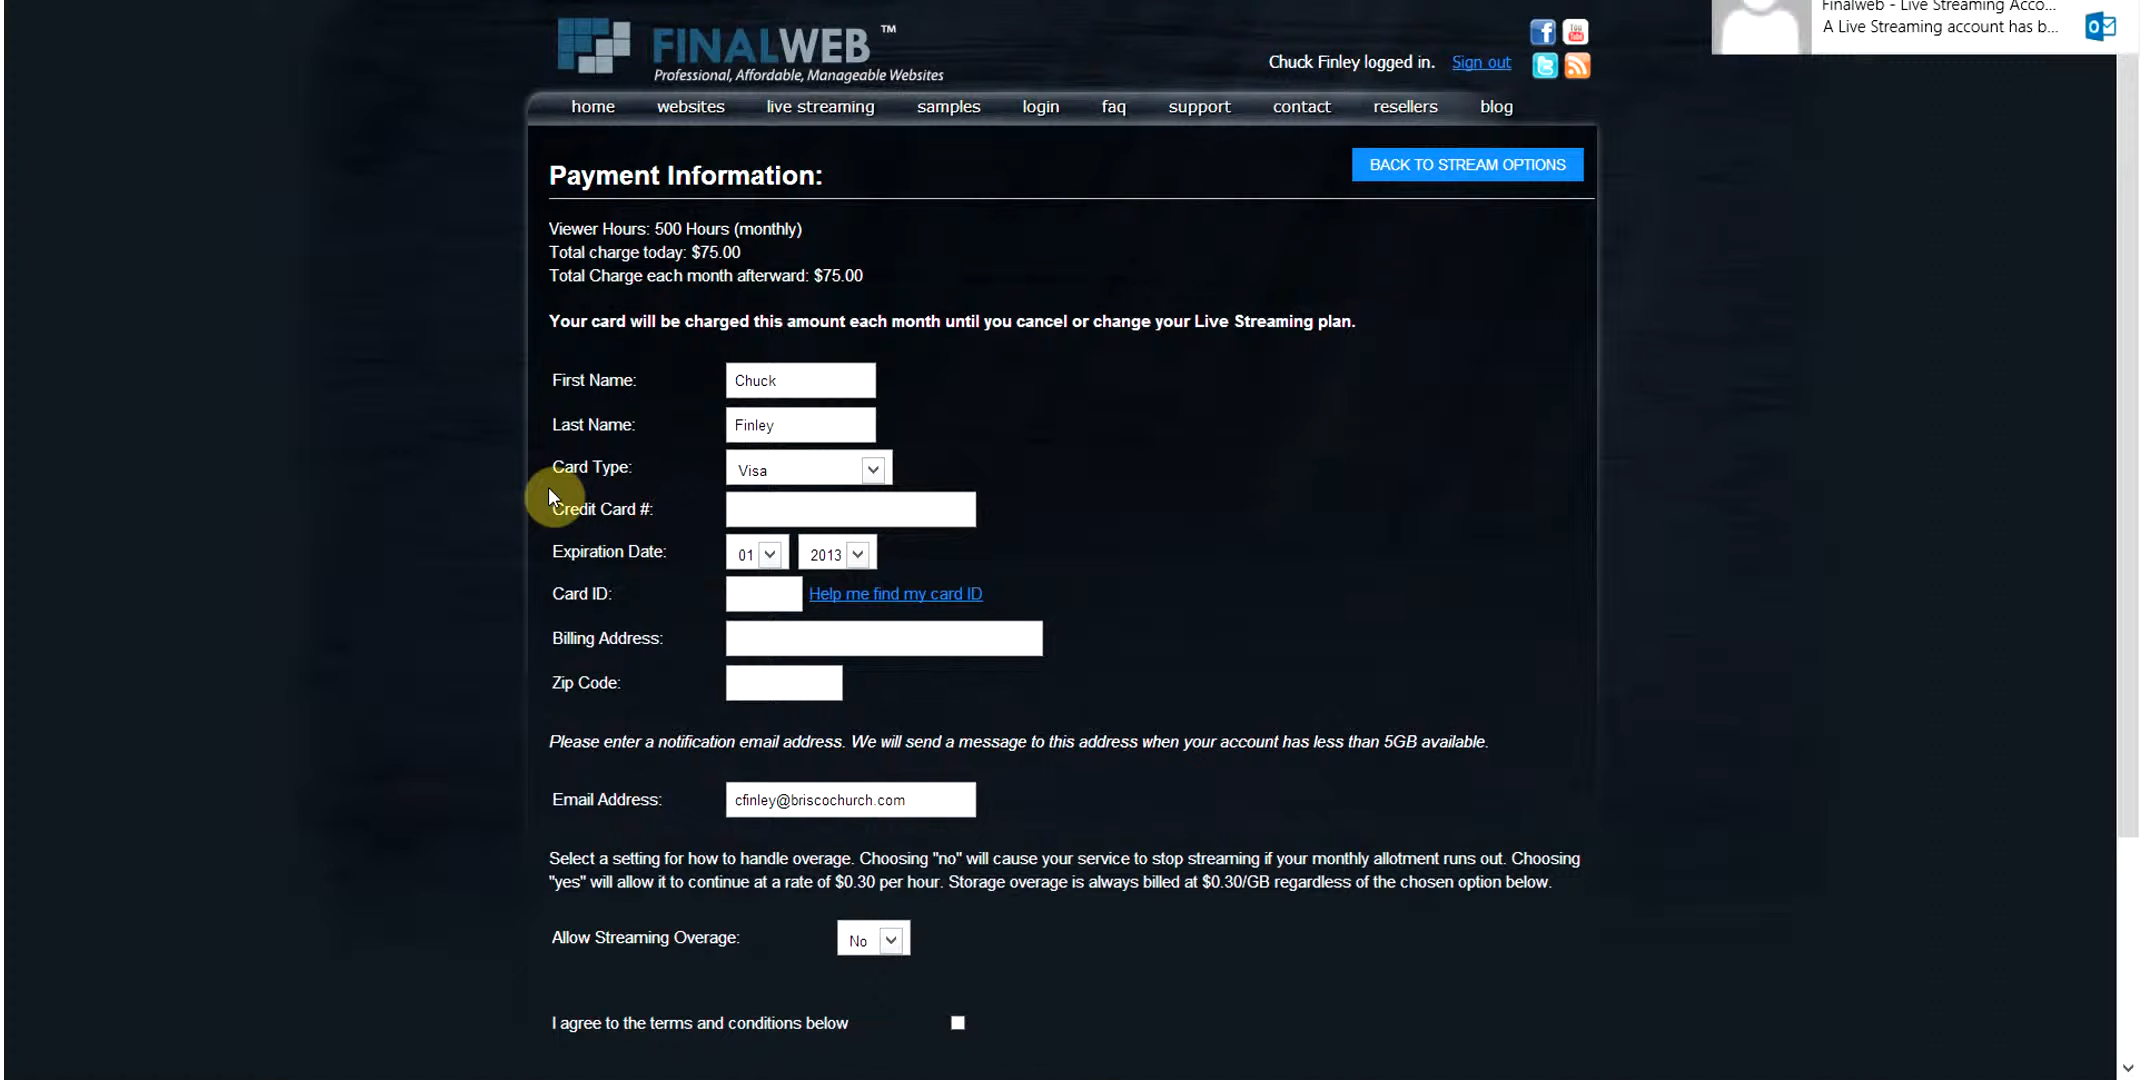 Finalweb - Live Streaming Acco...
A Live Streaming account has b...
FINALWEB ™
Professional, Affordable, Manageable Websites
Chuck Finley logged in. Sign out
home websites live streaming samples login faq support contact resellers blog
Payment Information:
BACK TO STREAM OPTIONS
Viewer Hours: 500 Hours (monthly)
Total charge today: $75.00
Total Charge each month afterward: $75.00
Your card will be charged this amount each month until you cancel or change your Live Streaming plan.
First Name: Chuck
Last Name: Finley
Card Type: Visa
Credit Card #:
Expiration Date: 01 2013
Card ID: Help me find my card ID
Billing Address:
Zip Code:
Please enter a notification email address. We will send a message to this address when your account has less than 5GB available.
Email Address: cfinley@briscochurch.com
Select a setting for how to handle overage. Choosing "no" will cause your service to stop streaming if your monthly allotment runs out. Choosing
"yes" will allow it to continue at a rate of $0.30 per hour. Storage overage is always billed at $0.30/GB regardless of the chosen option below.
Allow Streaming Overage: No
I agree to the terms and conditions below